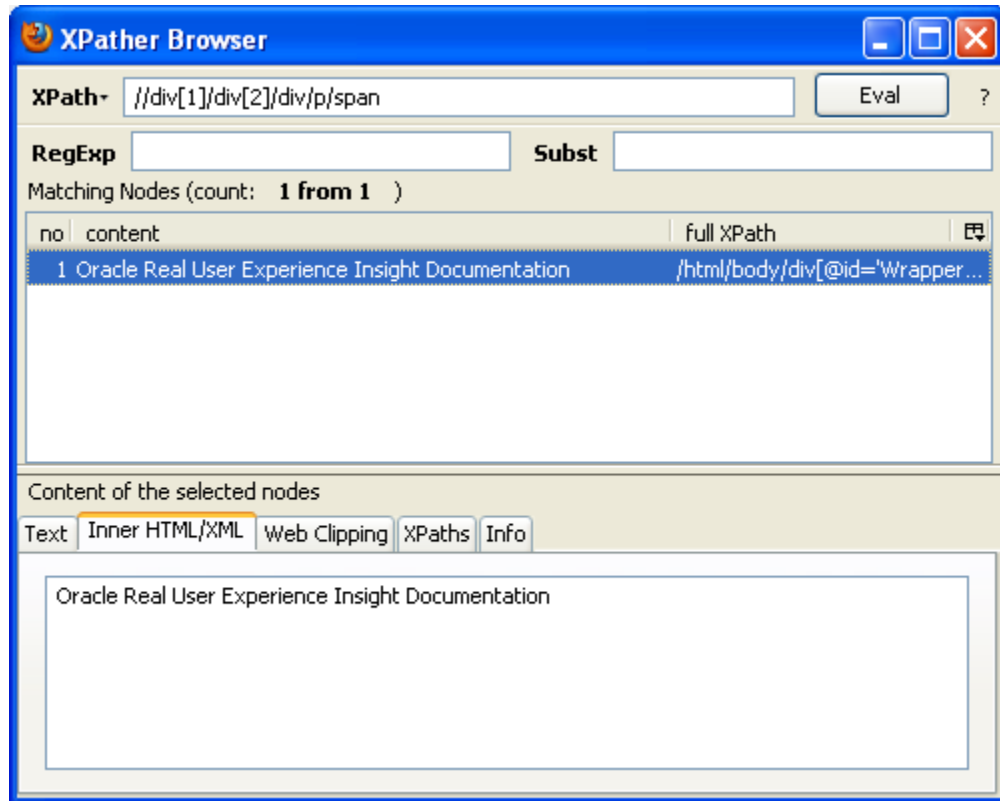 XPather Browser
XPath //div[1]/div[2]/div/p/span Eval ?
RegExp Subst
Matching Nodes (count: 1 from 1 )
no content full XPath
1 Oracle Real User Experience Insight Documentation /html/body/div[@id='Wrapper...
Content of the selected nodes
Text Inner HTML/XML Web Clipping XPaths Info
Oracle Real User Experience Insight Documentation